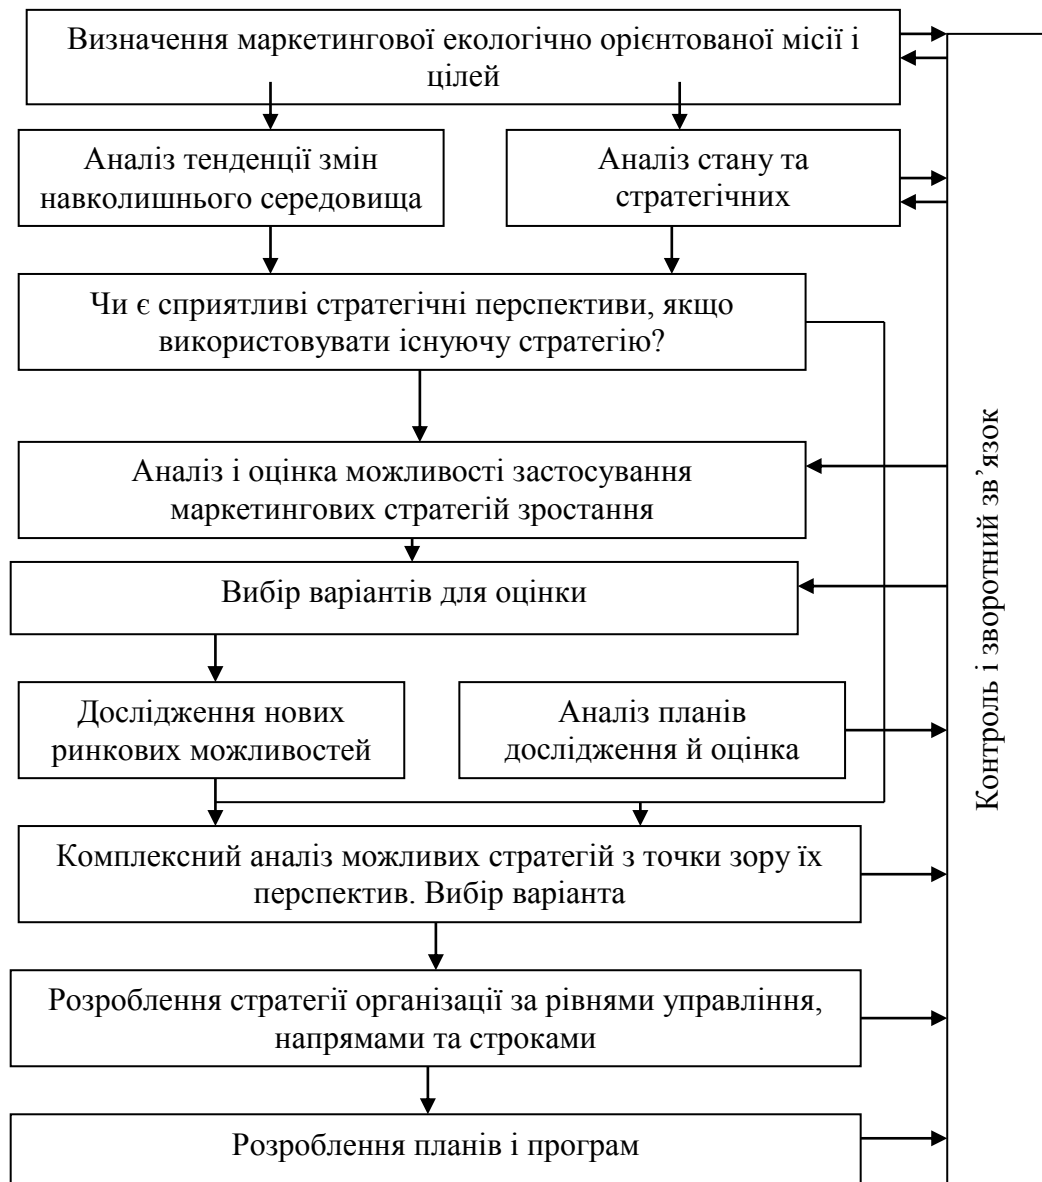 Визначення маркетингової екологічно орієнтованої місії і
цілей
Аналіз тенденції змін
навколишнього середовища
Аналіз стану та
стратегічних
Чи є сприятливі стратегічні перспективи, якщо
використовувати існуючу стратегію?
Аналіз і оцінка можливості застосування
маркетингових стратегій зростання
Вибір варіантів для оцінки
Дослідження нових
ринкових можливостей
Аналіз планів
дослідження й оцінка
Комплексний аналіз можливих стратегій з точки зору їх
перспектив. Вибір варіанта
Розроблення стратегії організації за рівнями управління,
напрямами та строками
Розроблення планів і програм
Контроль і зворотний зв’язок